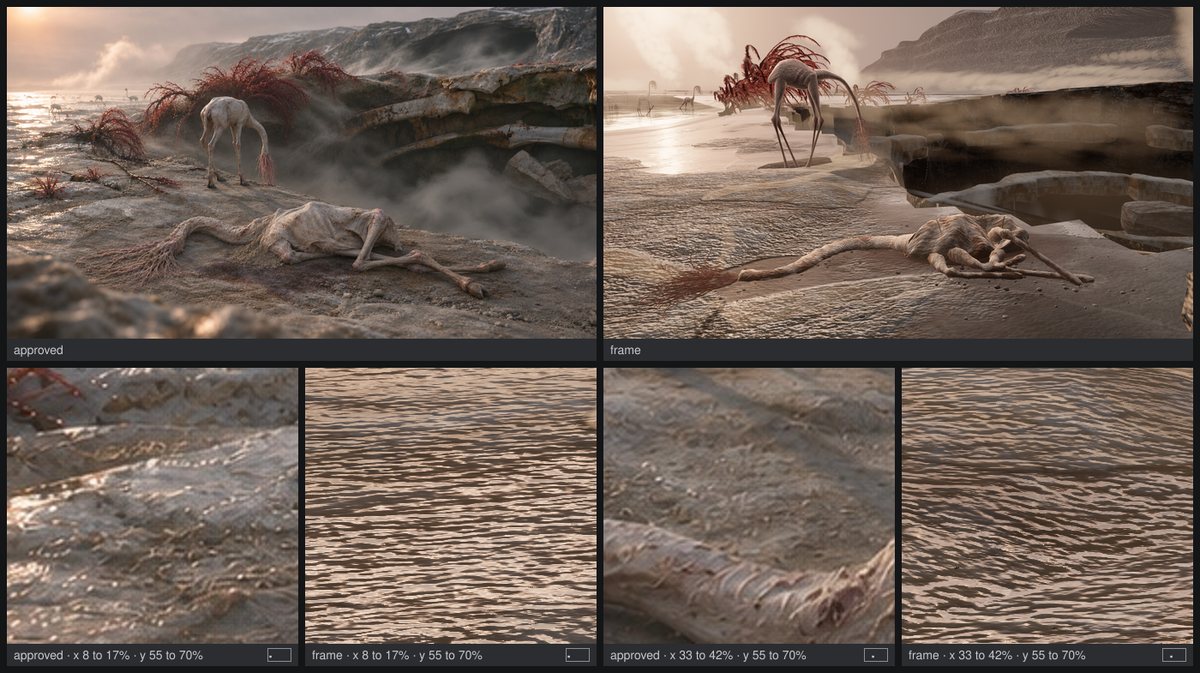 approved
frame
approved · x 8 to 17% · y 55 to 70%
frame · x 8 to 17% · y 55 to 70%
approved · x 33 to 42% · y 55 to 70%
frame · x 33 to 42% · y 55 to 70%